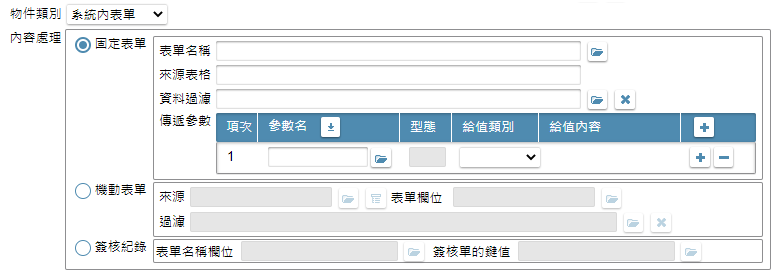 物件類別 系統內表單
內容處理 固定表單 表單名稱
來源表格
資料過濾
傳遞參數 項次 參數名 型態 給值類別 給值內容
1
機動表單 來源 表單欄位
過濾
簽核紀錄 表單名稱欄位 簽核單的鍵值